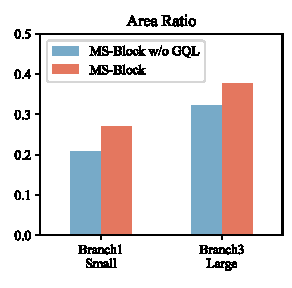 Area Ratio
0.5
0.4
0.3
0.2
0.1
0.0
MS-Block w/o GQL
MS-Block
Branch1
Small
Branch3
Large